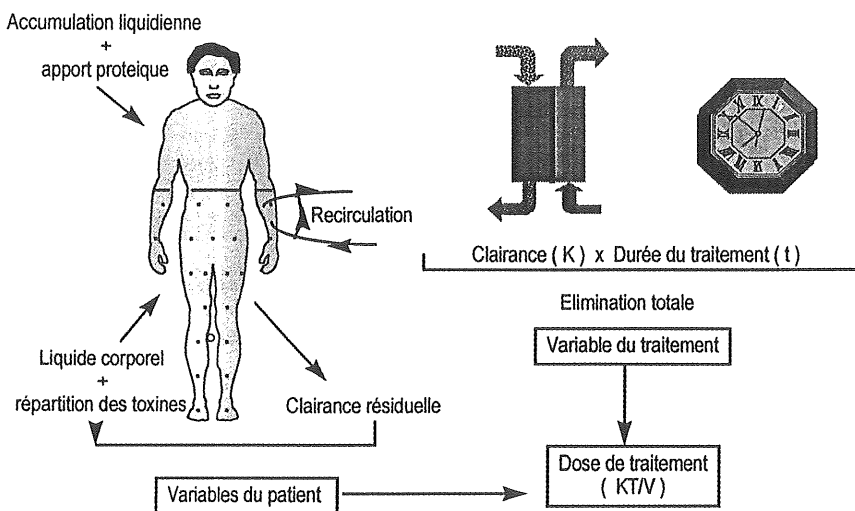 Accumulation liquidienne
+
apport proteique
Recirculation
Clairance ( K ) x Durée du traitement ( t )
Elimination totale
Variable du traitement
Liquide corporel
+
répartition des toxines
Clairance résiduelle
Dose de traitement
( KT/V )
Variables du patient